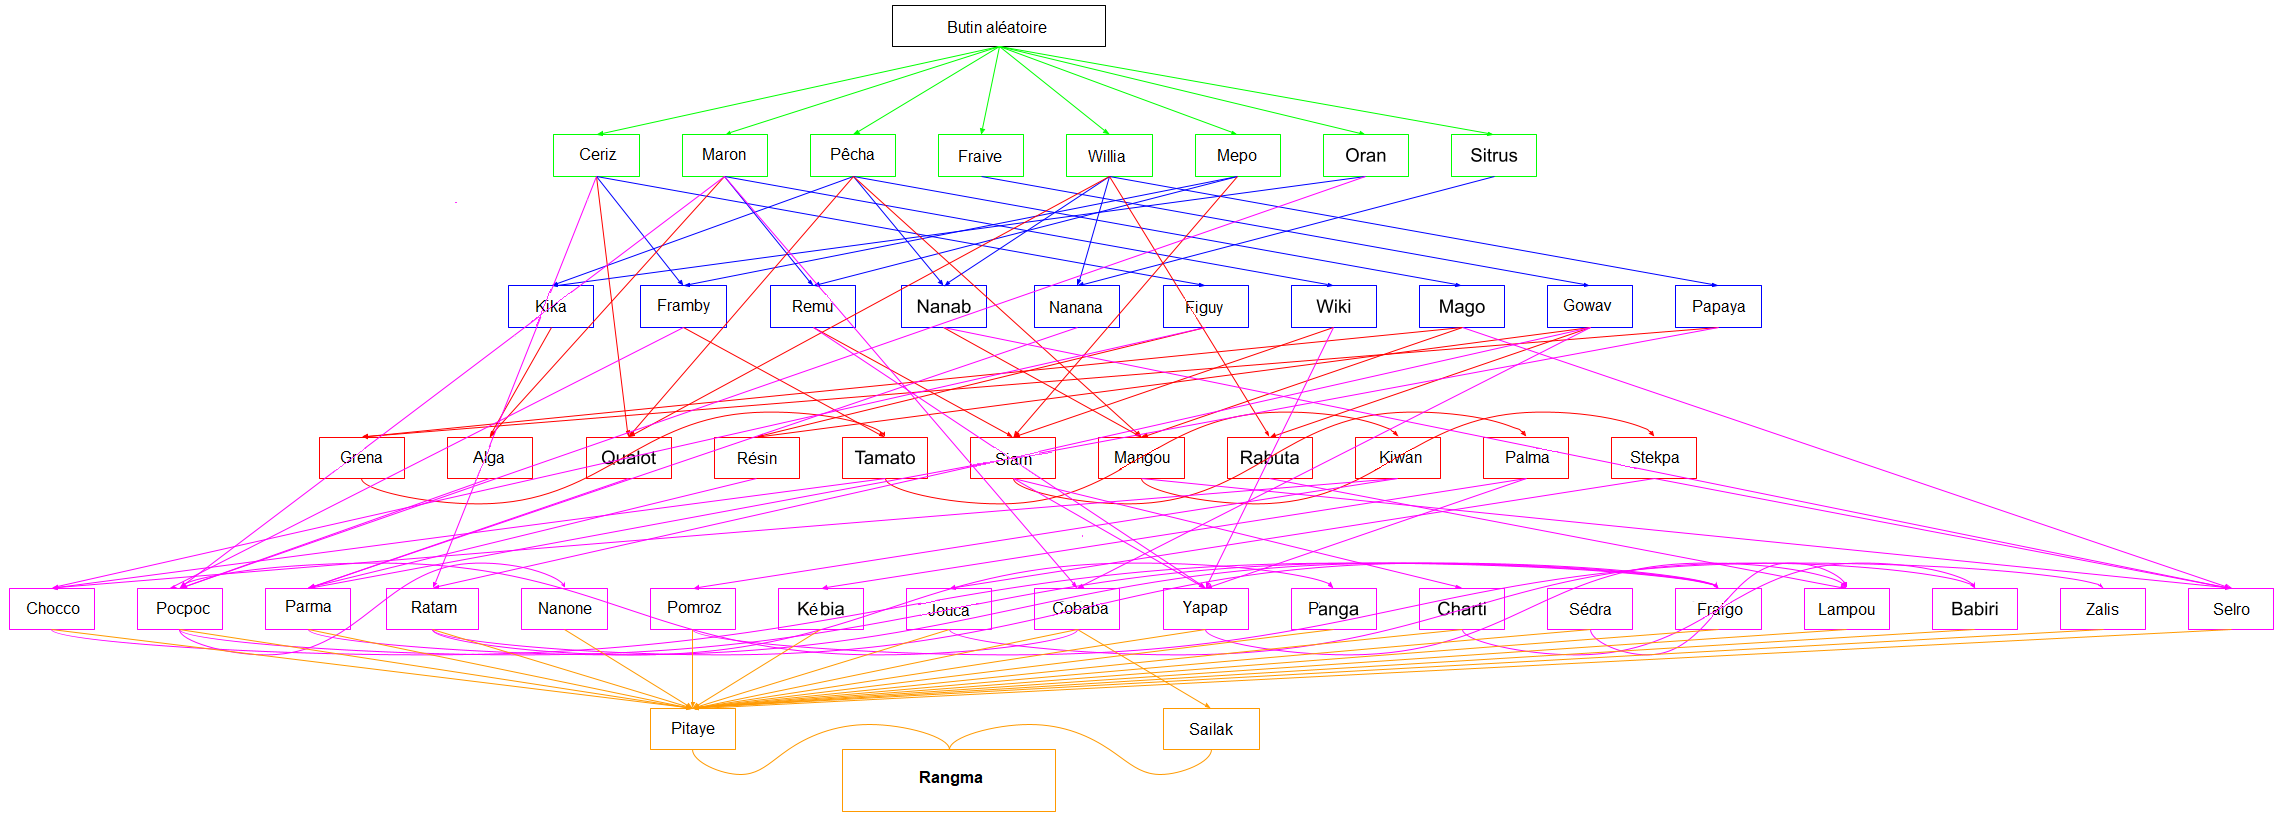 Butin aléatoire
Ceriz
Maron
Pêcha
Fraive
Willia
Mepo
Oran
Sitrus
Kika
Framby
Remu
Nanab
Nanana
Figuy
Wiki
Mago
Gowav
Papaya
Grena
Alga
Qualot
Résin
Tamato
Siam
Mangou
Rabuta
Kiwan
Palma
Stekpa
Chocco
Pocpoc
Parma
Ratam
Nanone
Pomroz
Kébia
Jouca
Cobaba
Yapap
Panga
Charti
Sédra
Fraigo
Lampou
Babiri
Zalis
Selro
Pitaye
Sailak
Rangma